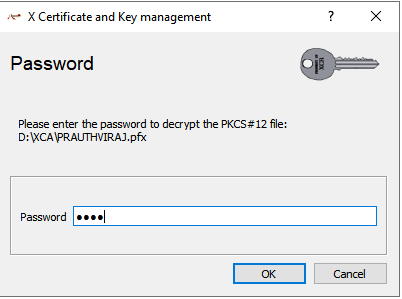 X Certificate and Key management
?
Password
Please enter the password to decrypt the PKCS#12 file:
D:\XCA\PRAUTHVIRAJ.pfx
Password ●●●●
OK Cancel